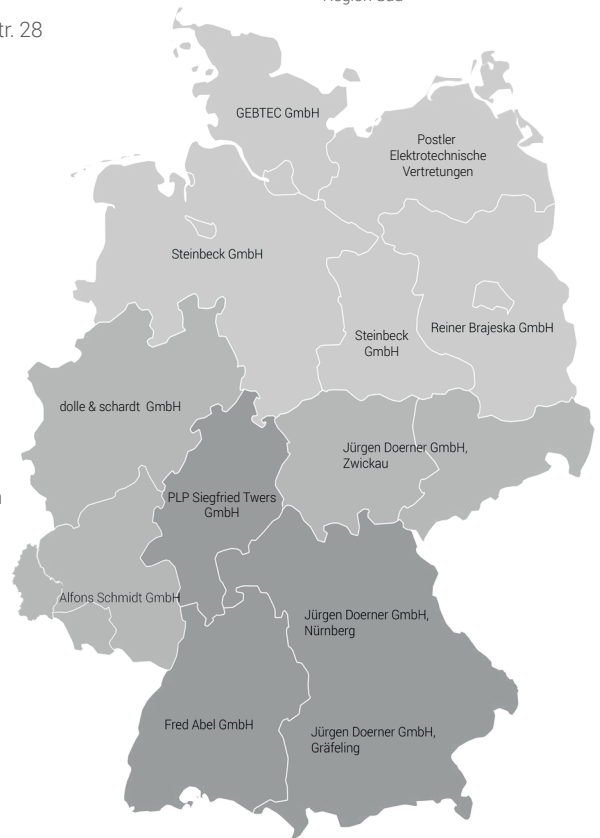 tr. 28
GEBTEC GmbH
Postler
Elektrotechnische
Vertretungen
Steinbeck GmbH
Steinbeck
GmbH
Reiner Brajeska GmbH
dolle & schardt GmbH
Jürgen Doerner GmbH,
Zwickau
PLP Siegfried Twers
GmbH
Alfons Schmidt GmbH
Jürgen Doerner GmbH,
Nürnberg
Fred Abel GmbH
Jürgen Doerner GmbH,
Gräfeling